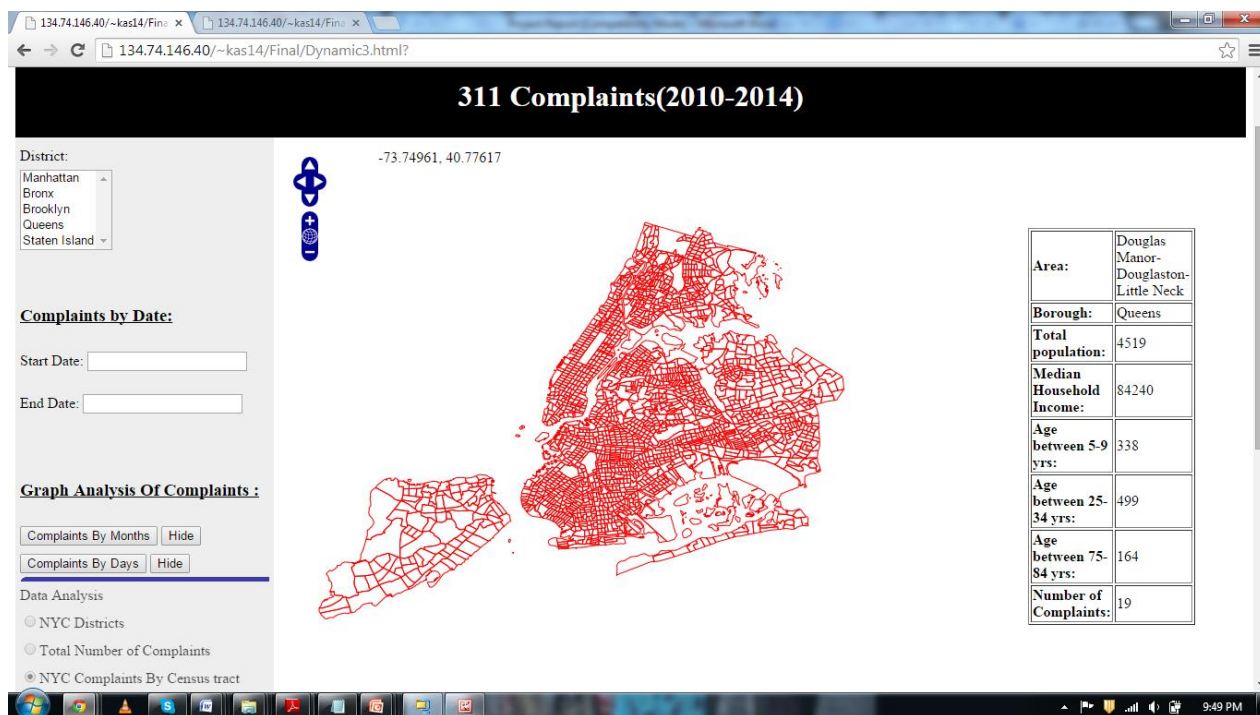 134.74.146.40/~kas14/Fina
134.74.146.40/~kas14/Fina
134.74.146.40/~kas14/Final/Dynamic3.html?
311 Complaints(2010-2014)
District:
Manhattan
Bronx
Brooklyn
Queens
Staten Island
Complaints by Date:
Start Date:
End Date:
Graph Analysis Of Complaints :
Complaints By Months Hide
Complaints By Days Hide
Data Analysis
NYC Districts
Total Number of Complaints
NYC Complaints By Census tract
-73.74961, 40.77617
Area:
Douglas
Manor-
Douglaston-
Little Neck
Borough: Queens
Total
population:
4519
Median
Household
Income:
84240
Age
between 5-9
yrs:
338
Age
between 25-
34 yrs:
499
Age
between 75-
84 yrs:
164
Number of
Complaints:
19
9:49 PM